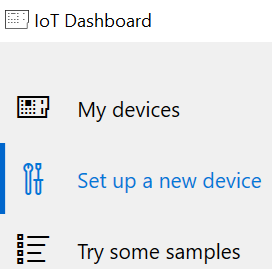 IoT Dashboard
My devices
Set up a new device
Try some samples